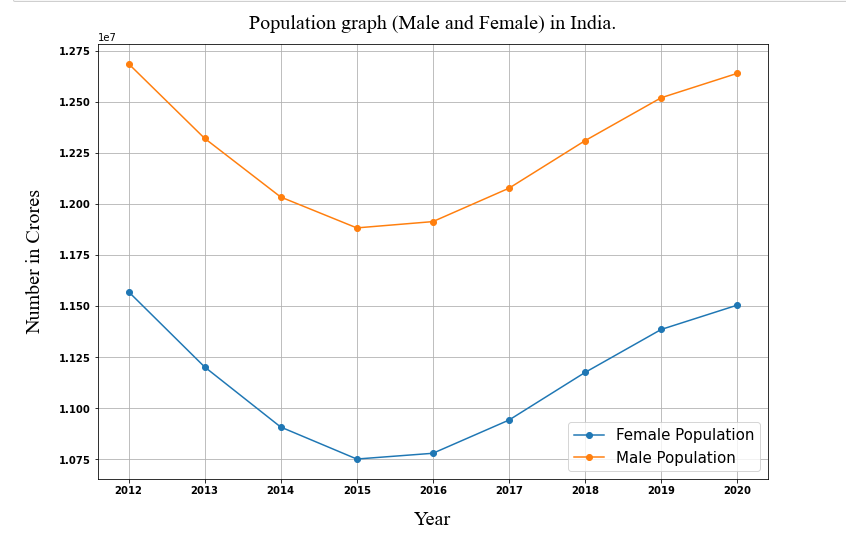 Population graph (Male and Female) in India.
1e7
1.275
1.250
1.225
1.200
1.175
1.150
1.125
1.100
1.075
Number in Crores
Female Population
Male Population
2012 2013 2014 2015 2016 2017 2018 2019 2020
Year